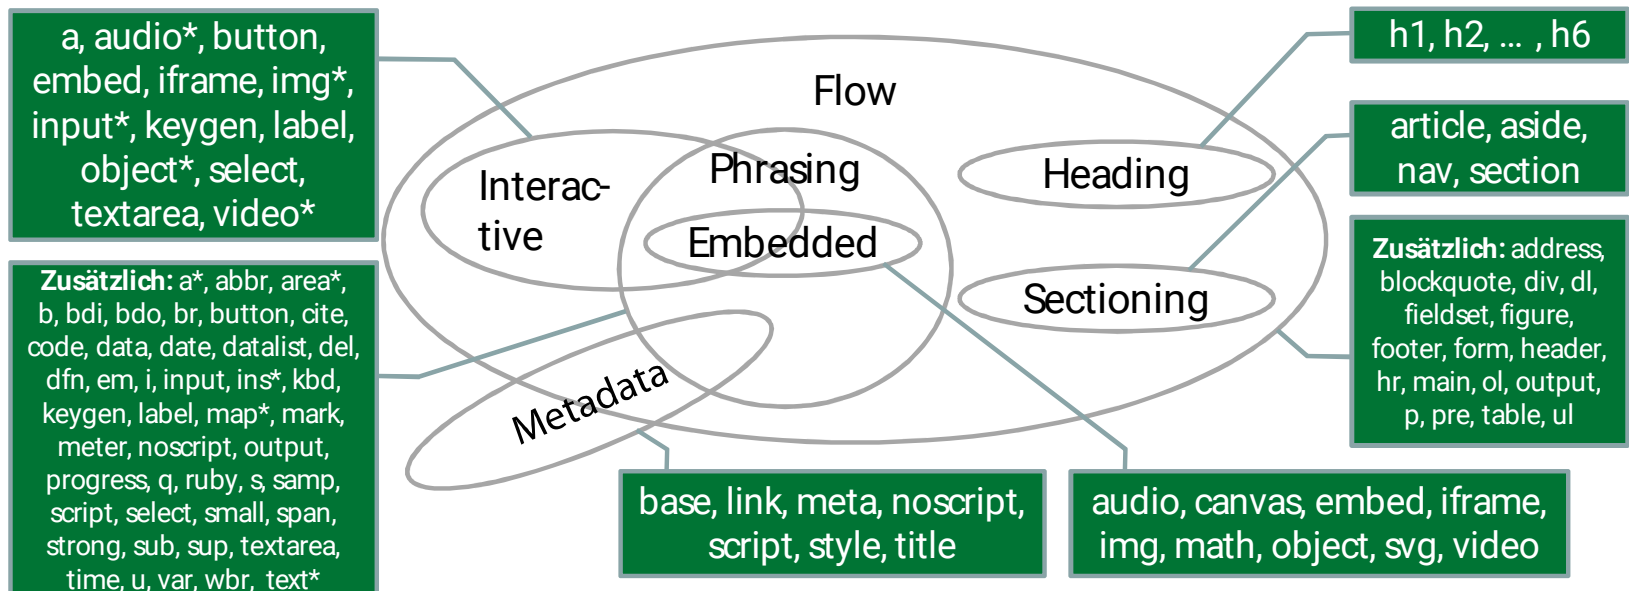 a, audio*, button,
embed, iframe, img*,
input*, keygen, label,
object*, select,
textarea, video*
Zusätzlich: a*, abbr, area*,
b, bdi, bdo, br, button, cite,
code, data, date, datalist, del,
dfn, em, i, input, ins*, kbd,
keygen, label, map*, mark,
meter, noscript, output,
progress, q, ruby, s, samp,
script, select, small, span,
strong, sub, sup, textarea,
time, u, var, wbr, text*
Flow
Phrasing
Interac-
tive
Embedded
Metadata
Heading
Sectioning
h1, h2, ... , h6
article, aside,
nav, section
Zusätzlich: address,
blockquote, div, dl,
fieldset, figure,
footer, form, header,
hr, main, ol, output,
p, pre, table, ul
base, link, meta, noscript,
script, style, title
audio, canvas, embed, iframe,
img, math, object, svg, video